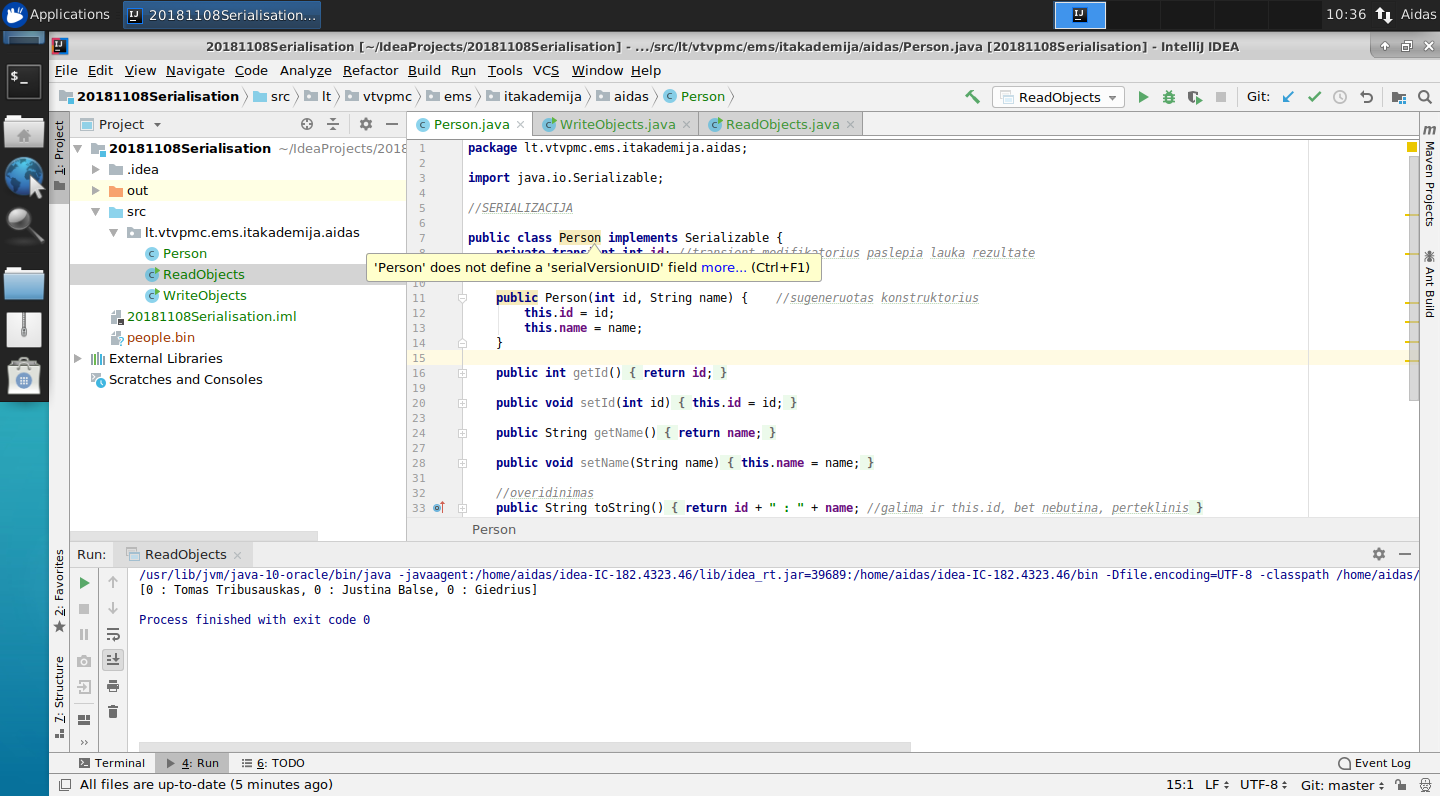 Applications
20181108Serialisation...
10:36
Aidas
20181108Serialisation [~/IdeaProjects/20181108Serialisation] - .../src/lt/vtvpmc/ems/itakademija/aidas/Person.java [20181108Serialisation] - IntelliJ IDEA
File Edit View Navigate Code Analyze Refactor Build Run Tools VCS Window Help
20181108Serialisation src lt vtvpmc ems itakademija aidas Person
ReadObjects
Git:
1: Project
Project
Person.java
WriteObjects.java
ReadObjects.java
20181108Serialisation ~/IdeaProjects/2018
.idea
out
src
lt.vtvpmc.ems.itakademija.aidas
Person
ReadObjects
WriteObjects
20181108Serialisation.iml
people.bin
External Libraries
Scratches and Consoles
1 package lt.vtvpmc.ems.itakademija.aidas;
2
3 import java.io.Serializable;
4
5 //SERIALIZACIJA
6
7 public class Person implements Serializable {
8 private transient int id; //transient modifikatorius paslepia lauka rezultate
'Person' does not define a 'serialVersionUID' field more... (Ctrl+F1)
10
11 public Person(int id, String name) { //sugeneruotas konstruktorius
12 this.id = id;
13 this.name = name;
14 }
15
16 public int getId() { return id; }
19
20 public void setId(int id) { this.id = id; }
23
24 public String getName() { return name; }
27
28 public void setName(String name) { this.name = name; }
31
32 //overidinimas
33 public String toString() { return id + " : " + name; //galima ir this.id, bet nebutina, perteklinis }
Person
Maven Projects
Ant Build
Run:
ReadObjects
/usr/lib/jvm/java-10-oracle/bin/java -javaagent:/home/aidas/idea-IC-182.4323.46/lib/idea_rt.jar=39689:/home/aidas/idea-IC-182.4323.46/bin -Dfile.encoding=UTF-8 -classpath /home/aidas/
[0 : Tomas Tribusauskas, 0 : Justina Balse, 0 : Giedrius]
Process finished with exit code 0
2: Favorites
7: Structure
Terminal
4: Run
6: TODO
Event Log
All files are up-to-date (5 minutes ago)
15:1 LF UTF-8 Git: master